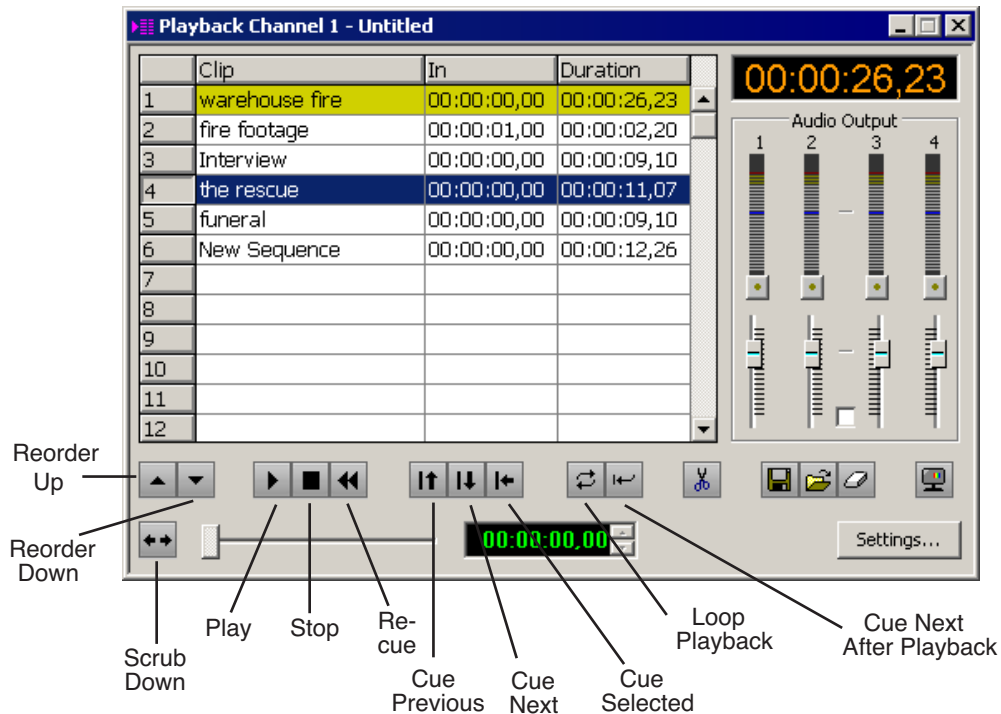 Playback Channel 1 - Untitled
Clip In Duration
1 warehouse fire 00:00:00,00 00:00:26,23
2 fire footage 00:00:01,00 00:00:02,20
3 Interview 00:00:00,00 00:00:09,10
4 the rescue 00:00:00,00 00:00:11,07
5 funeral 00:00:00,00 00:00:09,10
6 New Sequence 00:00:00,00 00:00:12,26
7
8
9
10
11
12
00:00:26,23
Audio Output
1 2 3 4
00:00:00,00
Settings...
Reorder
Up
Reorder
Down
Scrub
Down
Play
Stop
Re-
cue
Cue
Previous
Cue
Next
Cue
Selected
Loop
Playback
Cue Next
After Playback